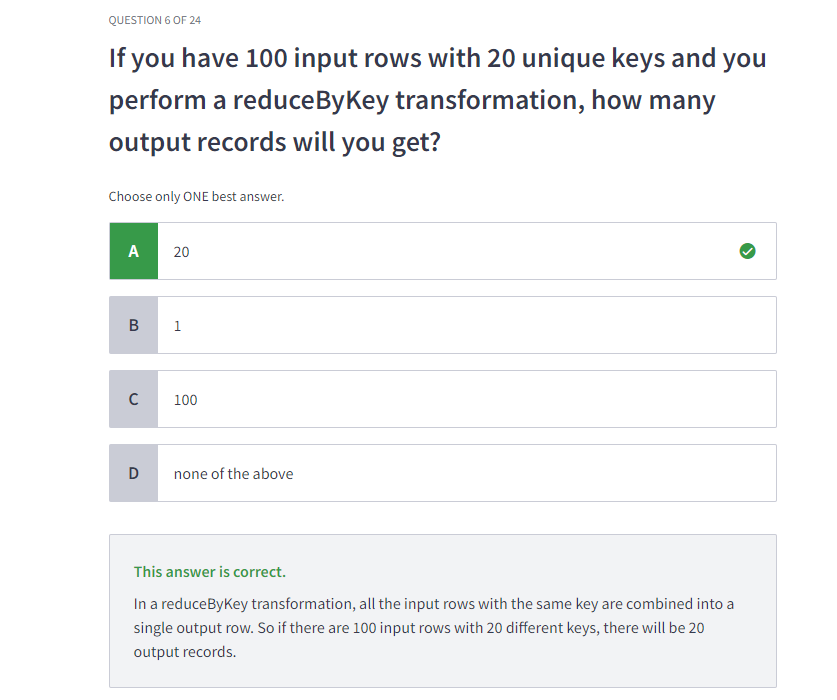 QUESTION 6 OF 24
If you have 100 input rows with 20 unique keys and you
perform a reduceByKey transformation, how many
output records will you get?
Choose only ONE best answer.
A 20
B 1
C 100
D none of the above
This answer is correct.
In a reduceByKey transformation, all the input rows with the same key are combined into a
single output row. So if there are 100 input rows with 20 different keys, there will be 20
output records.